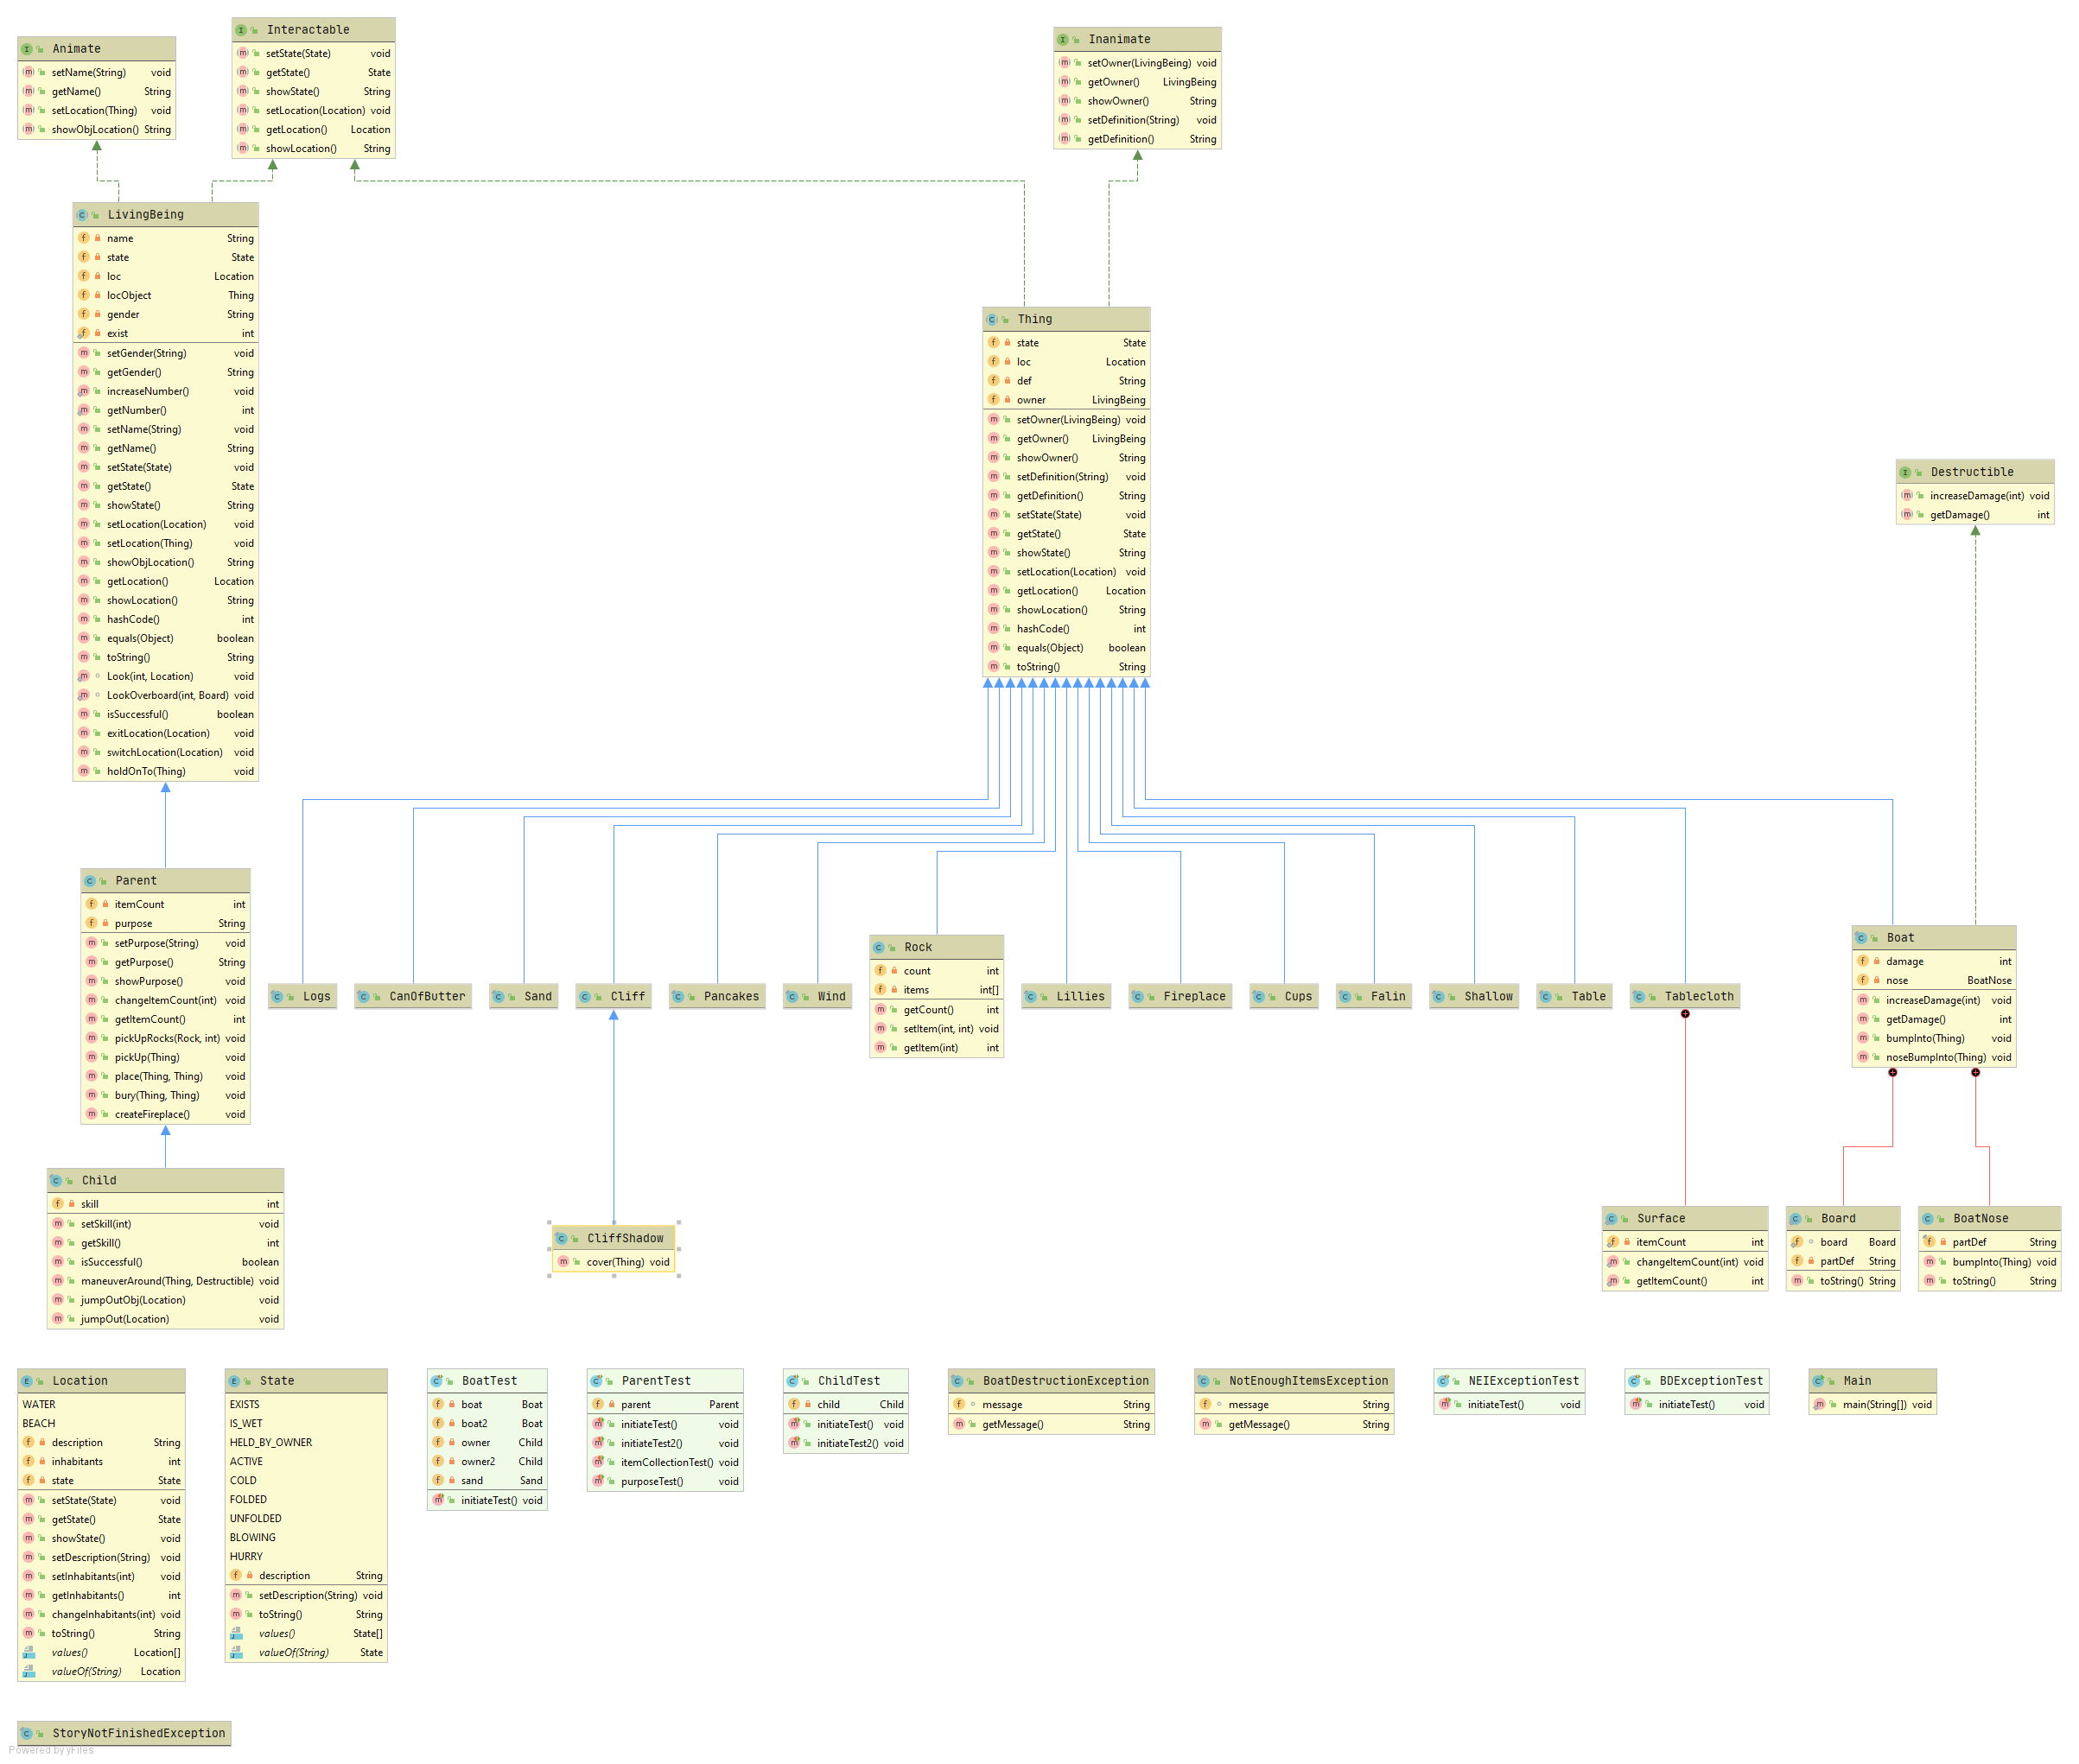 Animate
setName(String) void
getName() String
setLocation(Thing) void
showObjLocation() String
Interactable
setState(State) void
getState() State
showState() String
setLocation(Location) void
getLocation() Location
showLocation() String
Inanimate
setOwner(LivingBeing) void
getOwner() LivingBeing
showOwner() String
setDefinition(String) void
getDefinition() String
LivingBeing
name String
state State
loc Location
locObject Thing
gender String
exist int
setGender(String) void
getGender() String
increaseNumber() void
getNumber() int
setName(String) void
getName() String
setState(State) void
getState() State
showState() String
setLocation(Location) void
setLocation(Thing) void
showObjLocation() String
getLocation() Location
showLocation() String
hashCode() int
equals(Object) boolean
toString() String
Look(int, Location) void
LookOverboard(int, Board) void
isSuccessful() boolean
exitLocation(Location) void
switchLocation(Location) void
holdOnTo(Thing) void
Thing
state State
loc Location
def String
owner LivingBeing
setOwner(LivingBeing) void
getOwner() LivingBeing
showOwner() String
setDefinition(String) void
getDefinition() String
setState(State) void
getState() State
showState() String
setLocation(Location) void
getLocation() Location
showLocation() String
hashCode() int
equals(Object) boolean
toString() String
Destructible
increaseDamage(int) void
getDamage() int
Parent
itemCount int
purpose String
setPurpose(String) void
getPurpose() String
showPurpose() void
changeItemCount(int) void
getItemCount() int
pickUpRocks(Rock, int) void
pickUp(Thing) void
place(Thing, Thing) void
bury(Thing, Thing) void
createFireplace() void
Logs
CanOfButter
Sand
Cliff
Pancakes
Wind
Rock
count int
items int[]
getCount() int
setItem(int, int) void
getItem(int) int
Lillies
Fireplace
Cups
Falin
Shallow
Table
Tablecloth
Boat
damage int
nose BoatNose
increaseDamage(int) void
getDamage() int
bumpInto(Thing) void
noseBumpInto(Thing) void
Child
skill int
setSkill(int) void
getSkill() int
isSuccessful() boolean
maneuverAround(Thing, Destructible) void
jumpOutObj(Location) void
jumpOut(Location) void
CliffShadow
cover(Thing) void
Surface
itemCount int
changeItemCount(int) void
getItemCount() int
Board
board Board
partDef String
toString() String
BoatNose
partDef String
bumpInto(Thing) void
toString() String
Location
WATER
BEACH
description String
inhabitants int
state State
setState(State) void
getState() State
showState() void
setDescription(String) void
setInhabitants(int) void
getInhabitants() int
changeInhabitants(int) void
toString() String
values() Location[]
valueOf(String) Location
State
EXISTS
IS_WET
HELD_BY_OWNER
ACTIVE
COLD
FOLDED
UNFOLDED
BLOWING
HURRY
description String
setDescription(String) void
toString() String
values() State[]
valueOf(String) State
BoatTest
boat Boat
boat2 Boat
owner Child
owner2 Child
sand Sand
initiateTest() void
ParentTest
parent Parent
initiateTest() void
initiateTest2() void
itemCollectionTest() void
purposeTest() void
ChildTest
child Child
initiateTest() void
initiateTest2() void
BoatDestructionException
message String
getMessage() String
NotEnoughItemsException
message String
getMessage() String
NEIExceptionTest
initiateTest() void
BDExceptionTest
initiateTest() void
Main
main(String[]) void
StoryNotFinishedException
Powered by yFiles